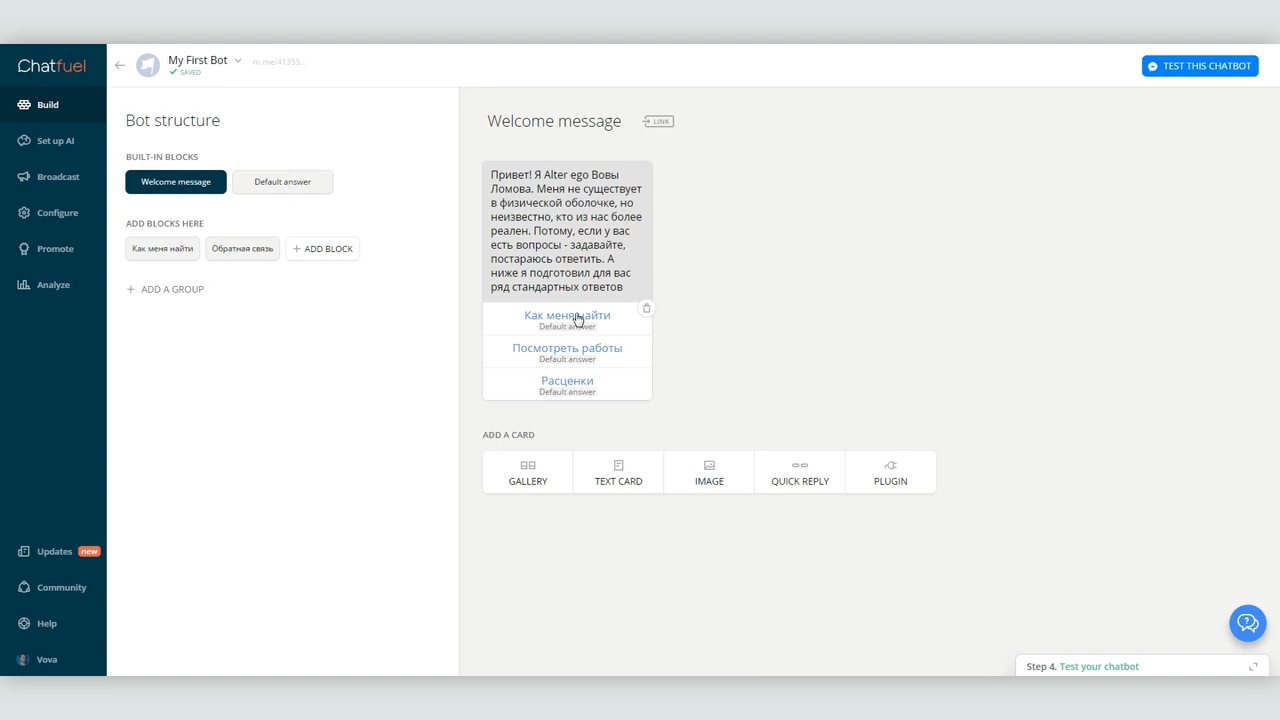 Chatfuel
Build
Set up AI
Broadcast
Configure
Promote
Analyze
Updates new
Community
Help
Vova
My First Bot
SAVED
m.me/41355...
TEST THIS CHATBOT
Bot structure
BUILT-IN BLOCKS
Welcome message
Default answer
ADD BLOCKS HERE
Как меня найти
Обратная связь
+ ADD BLOCK
+ ADD A GROUP
Welcome message
LINK
Привет! Я Alter ego Вовы
Ломова. Меня не существует
в физической оболочке, но
неизвестно, кто из нас более
реален. Потому, если у вас
есть вопросы - задавайте,
постараюсь ответить. А
ниже я подготовил для вас
ряд стандартных ответов
Как меня найти
Default answer
Посмотреть работы
Default answer
Расценки
Default answer
ADD A CARD
GALLERY
TEXT CARD
IMAGE
QUICK REPLY
PLUGIN
Step 4. Test your chatbot